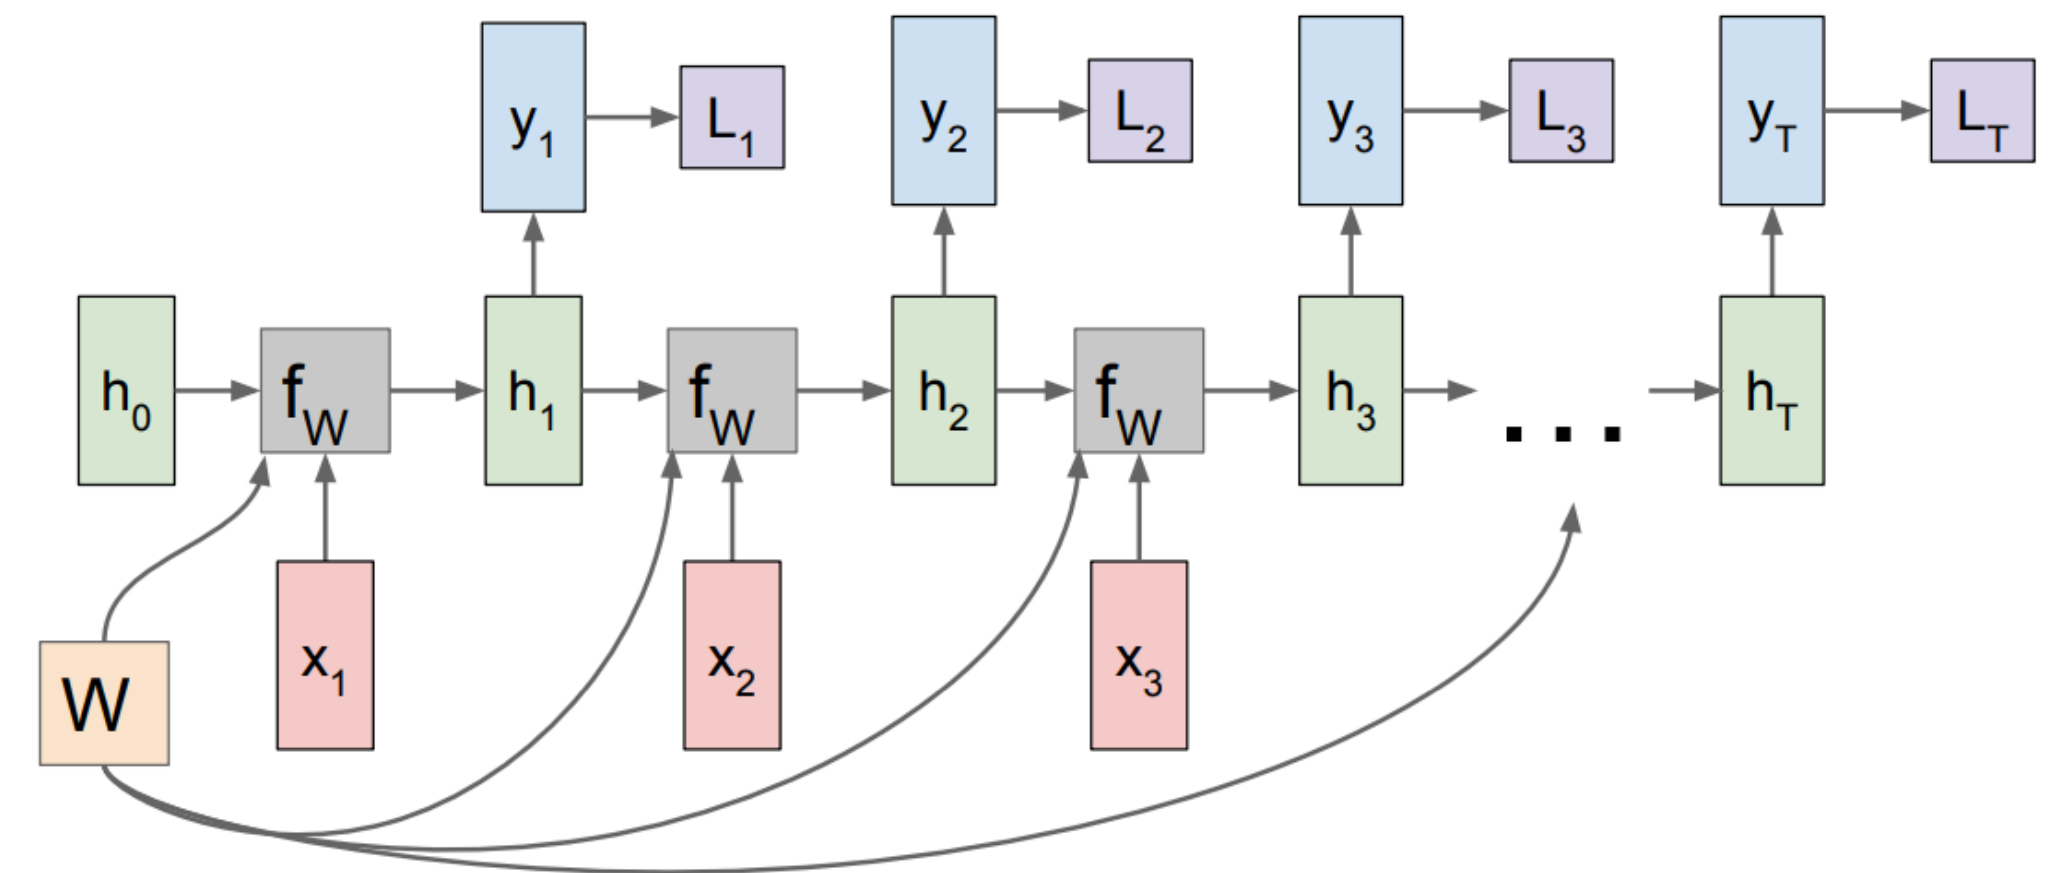 y1 L1 y2 L2 y3 L3 yT LT
h0 fW h1 fW h2 fW h3 ... hT
W x1 x2 x3